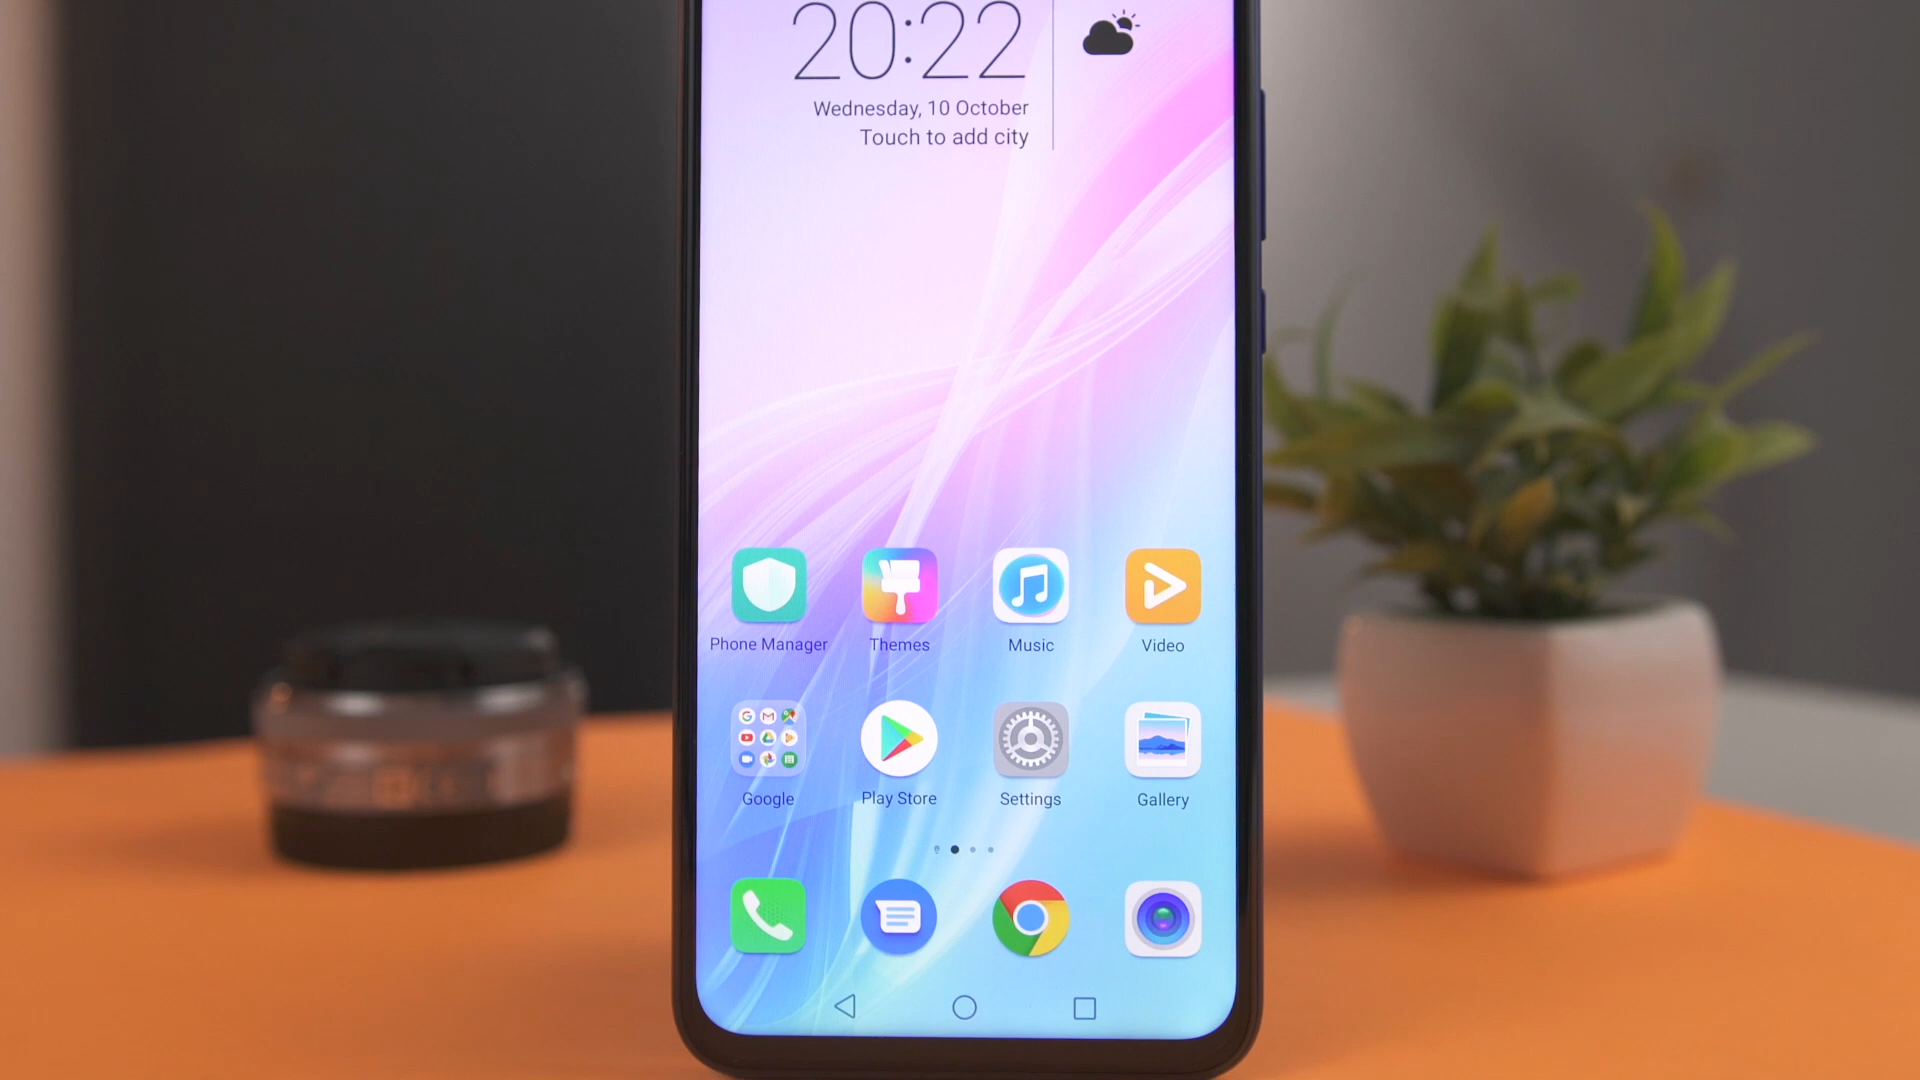 20:22
Wednesday, 10 October
Touch to add city
Phone Manager
Themes
Music
Video
Google
Play Store
Settings
Gallery